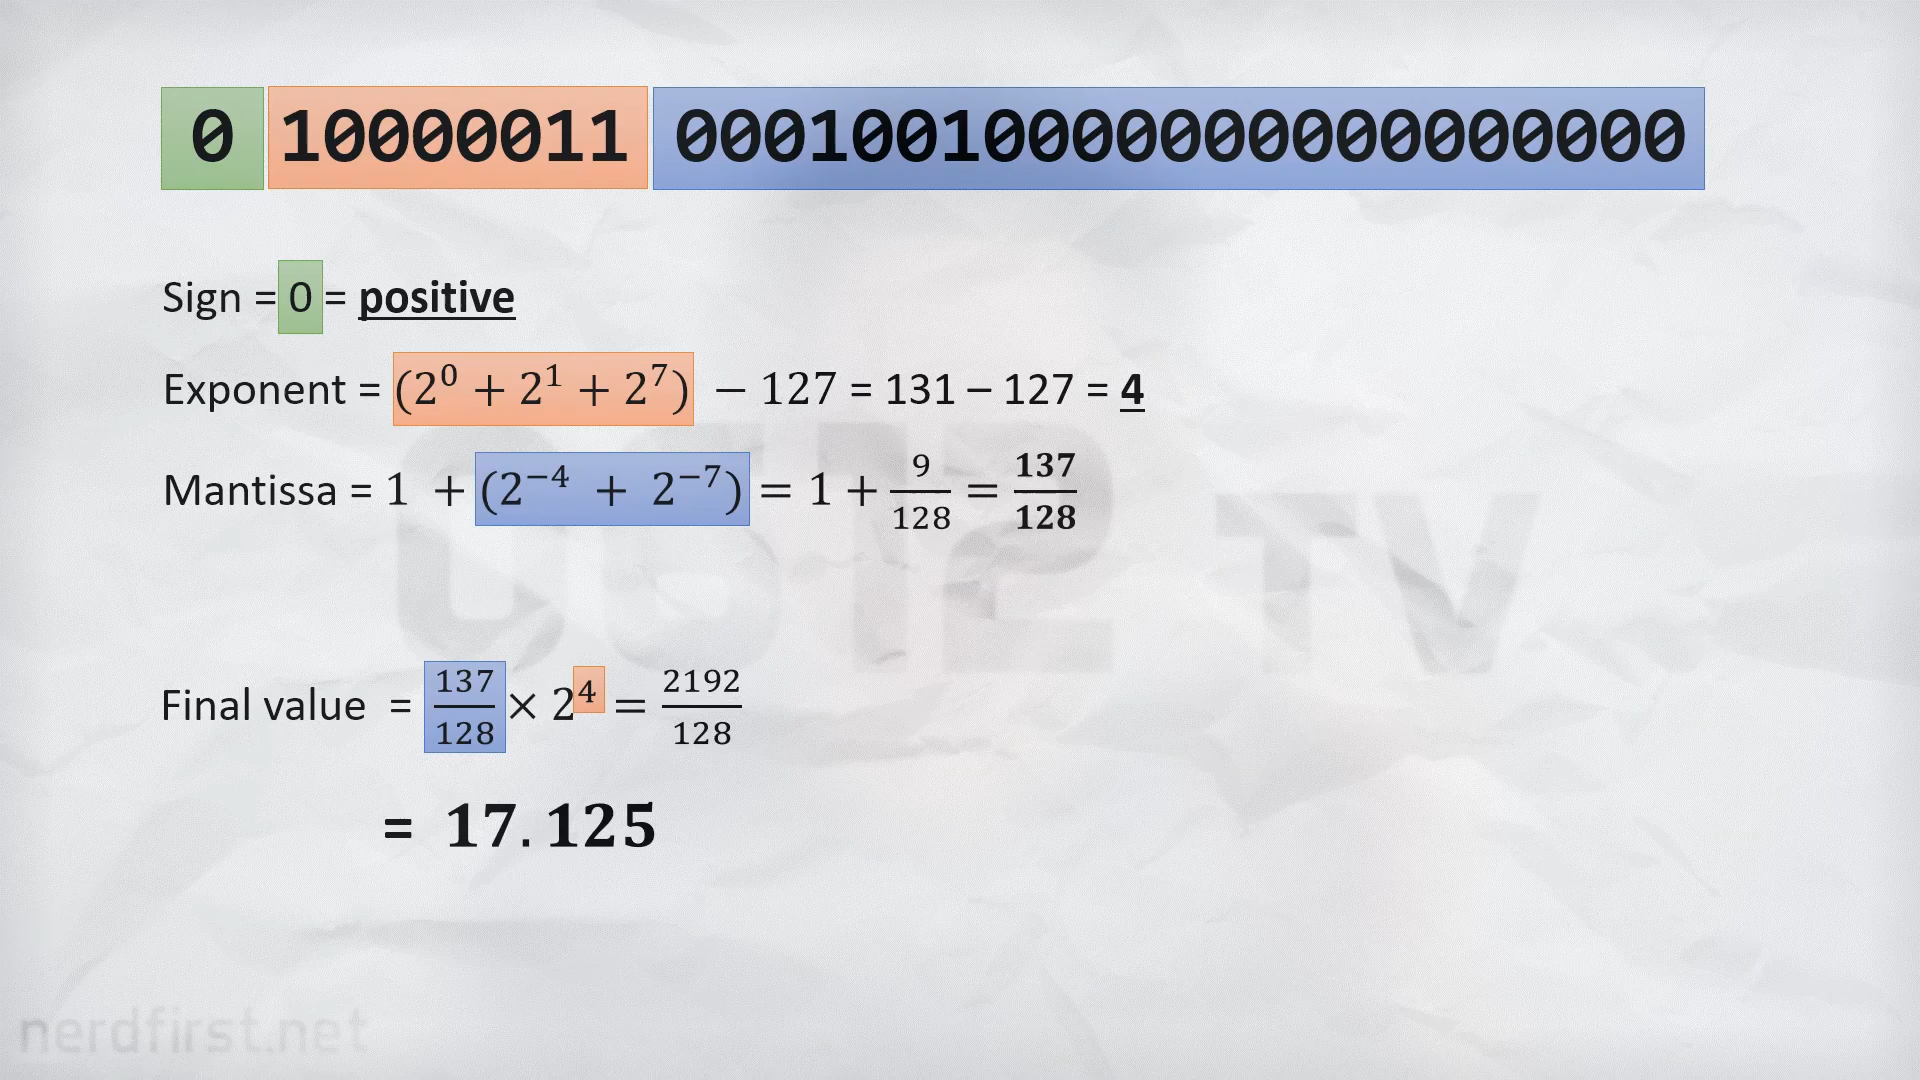 0 10000011 00010010000000000000000
Sign = 0 = positive
Exponent = (2⁰ + 2¹ + 2⁷) − 127 = 131 – 127 = 4
Mantissa = 1 + (2⁻⁴ + 2⁻⁷) = 1 + 9/128 = 137/128
Final value = 137/128 × 2⁴ = 2192/128
= 17.125
nerdfirst.net